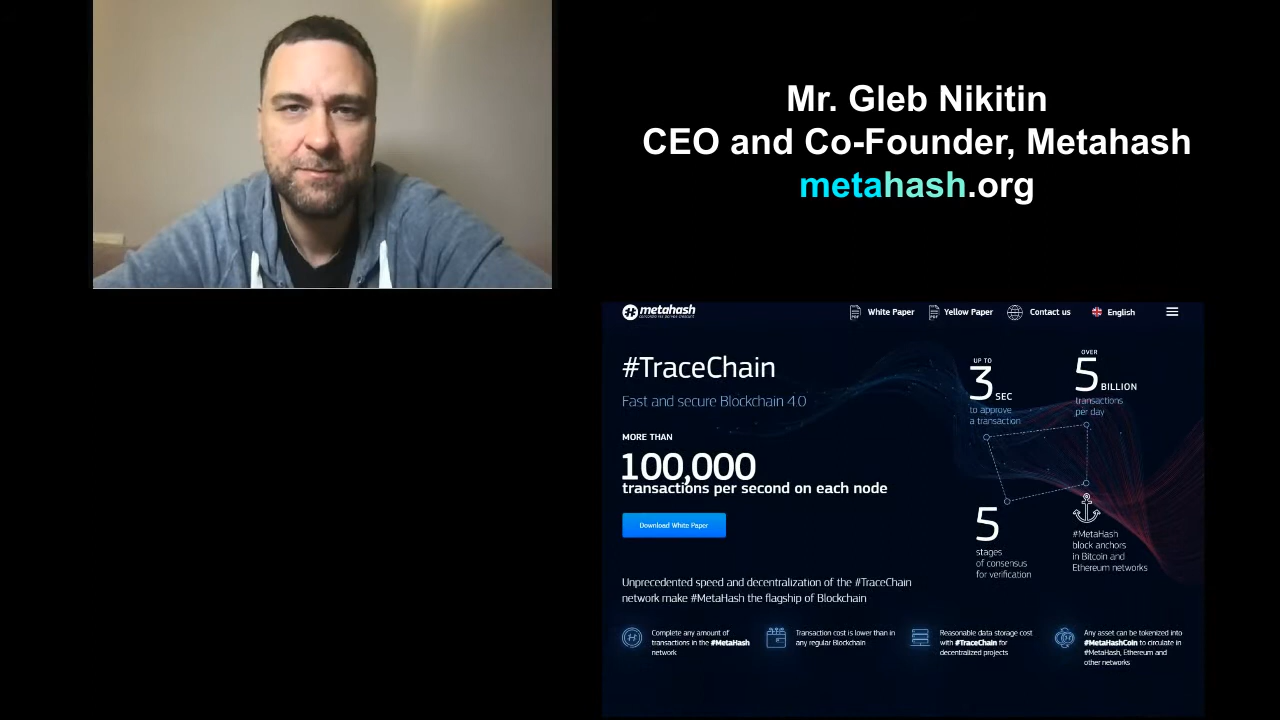 Mr. Gleb Nikitin
CEO and Co-Founder, Metahash
metahash.org
metahash
White Paper
Yellow Paper
Contact us
English
#TraceChain
Fast and secure Blockchain 4.0
MORE THAN
100,000
transactions per second on each node
Download White Paper
UP TO
3 SEC
to approve
a transaction
OVER
5 BILLION
transactions
per day
5
stages
of consensus
for verification
#MetaHash
block anchors
in Bitcoin and
Ethereum networks
Unprecedented speed and decentralization of the #TraceChain
network make #MetaHash the flagship of Blockchain
Complete any amount of
transactions in the #MetaHash
network
Transaction cost is lower than in
any regular Blockchain
Reasonable data storage cost
with #TraceChain for
decentralized projects
Any asset can be tokenized into
#MetaHashCoin to circulate in
#MetaHash, Ethereum and
other networks